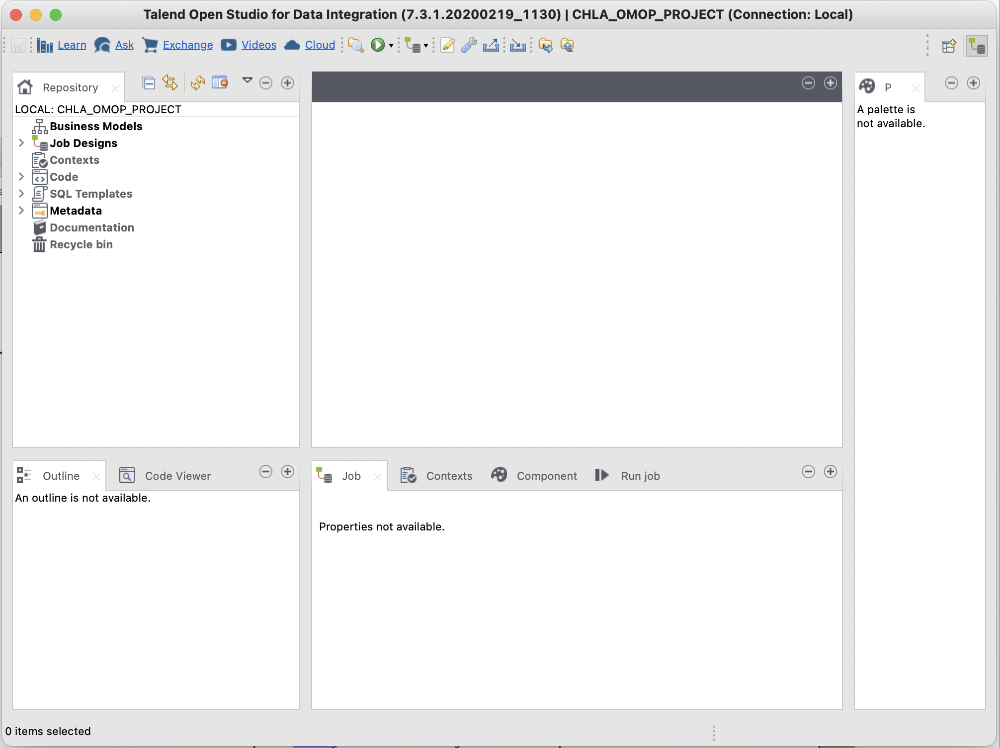 Talend Open Studio for Data Integration (7.3.1.20200219_1130) | CHLA_OMOP_PROJECT (Connection: Local)
Learn Ask Exchange Videos Cloud
Repository
LOCAL: CHLA_OMOP_PROJECT
Business Models
Job Designs
Contexts
Code
SQL Templates
Metadata
Documentation
Recycle bin
P
A palette is
not available.
Outline Code Viewer
An outline is not available.
Job Contexts Component Run job
Properties not available.
0 items selected